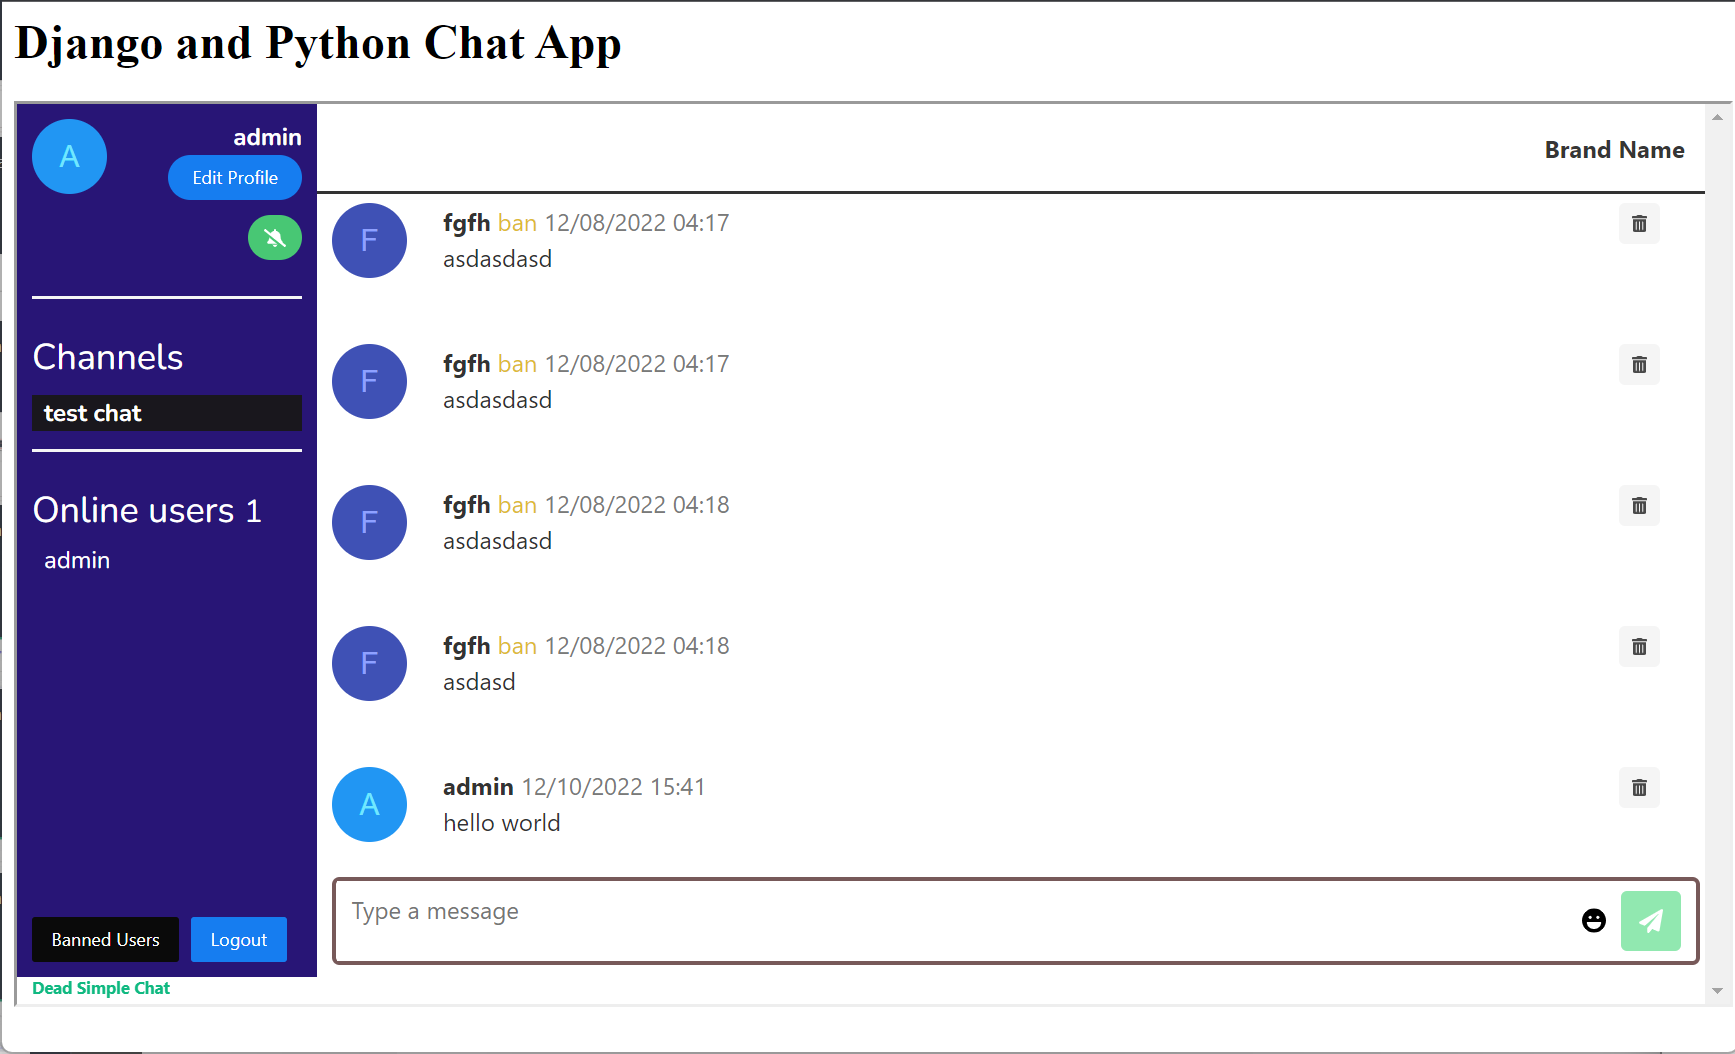 Django and Python Chat App
A
admin
Edit Profile
Channels
test chat
Online users 1
admin
Banned Users
Logout
Dead Simple Chat
Brand Name
F
fgfh ban 12/08/2022 04:17
asdasdasd
F
fgfh ban 12/08/2022 04:17
asdasdasd
F
fgfh ban 12/08/2022 04:18
asdasdasd
F
fgfh ban 12/08/2022 04:18
asdasd
A
admin 12/10/2022 15:41
hello world
Type a message